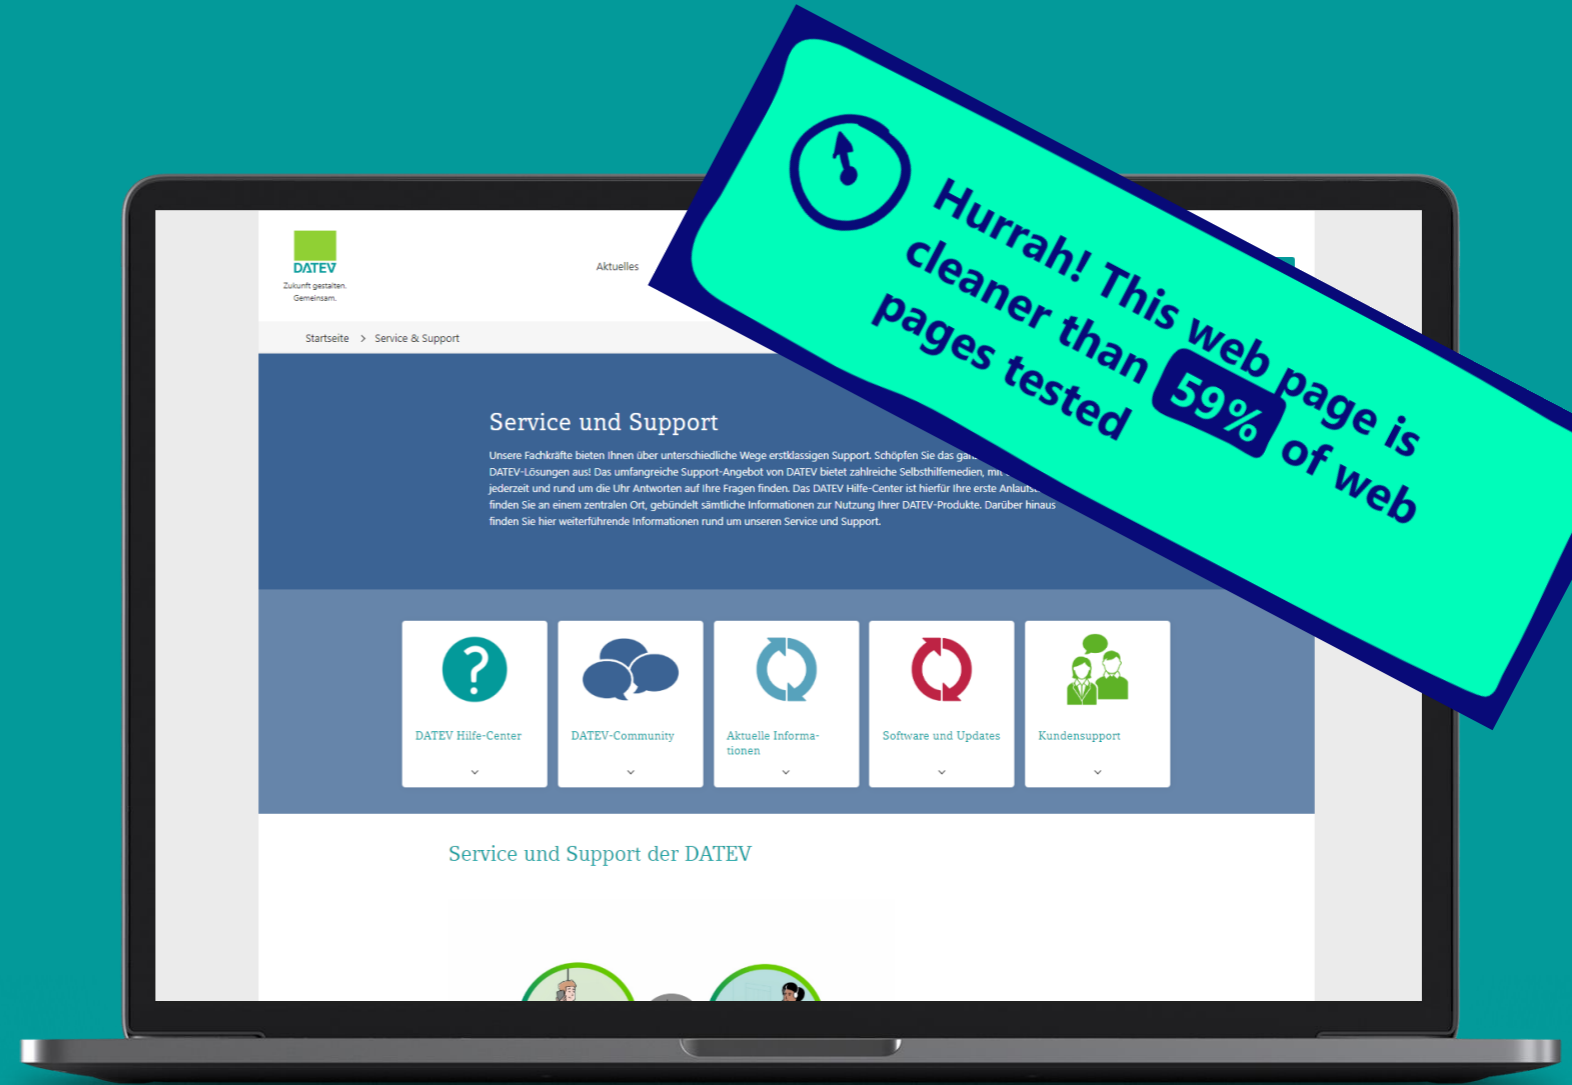 DATEV
Zukunft gestalten.
Gemeinsam.
Aktuelles
Startseite > Service & Support
Hurrah! This web page is
cleaner than 59% of web
pages tested
Service und Support
Unsere Fachkräfte bieten Ihnen über unterschiedliche Wege erstklassigen Support. Schöpfen Sie das
DATEV-Lösungen aus! Das umfangreiche Support-Angebot von DATEV bietet zahlreiche Selbsthilfemedien,
jederzeit und rund um die Uhr Antworten auf Ihre Fragen finden. Das DATEV Hilfe-Center ist hierfür Ihre erste
finden Sie an einem zentralen Ort, gebündelt sämtliche Informationen zur Nutzung Ihrer DATEV-Produkte. Darüber hinaus
finden Sie hier weiterführende Informationen rund um unseren Service und Support.
DATEV Hilfe-Center
DATEV-Community
Aktuelle Informa-
tionen
Software und Updates
Kundensupport
Service und Support der DATEV